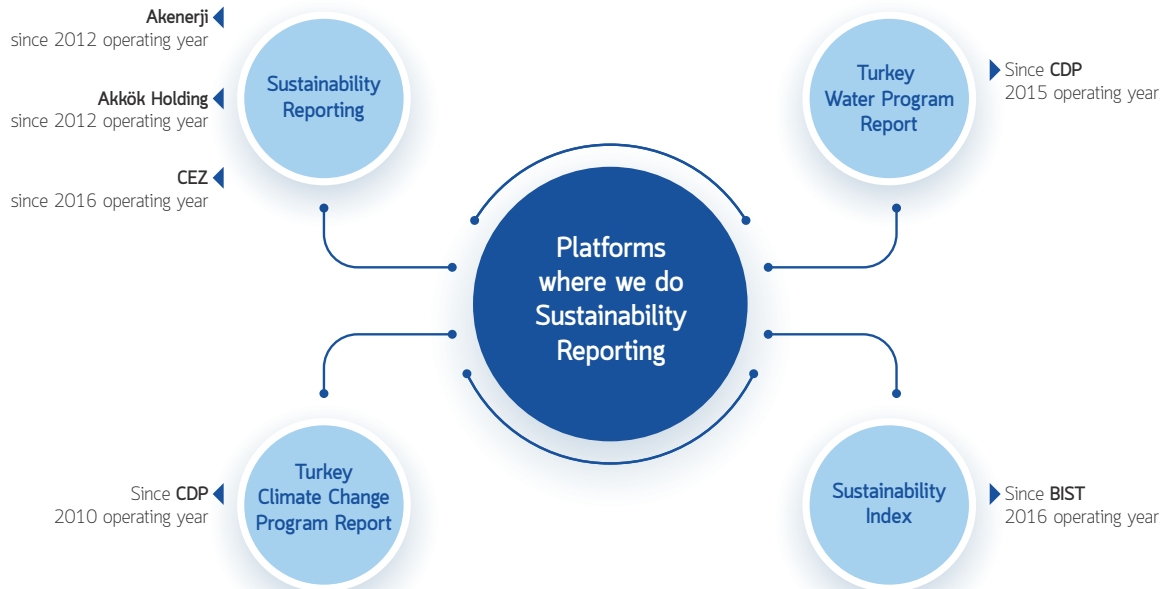 Akenerji
since 2012 operating year
Akkök Holding
since 2012 operating year
CEZ
since 2016 operating year
Sustainability
Reporting
Turkey
Water Program
Report
Since CDP
2015 operating year
Platforms
where we do
Sustainability
Reporting
Since CDP
2010 operating year
Turkey
Climate Change
Program Report
Sustainability
Index
Since BIST
2016 operating year